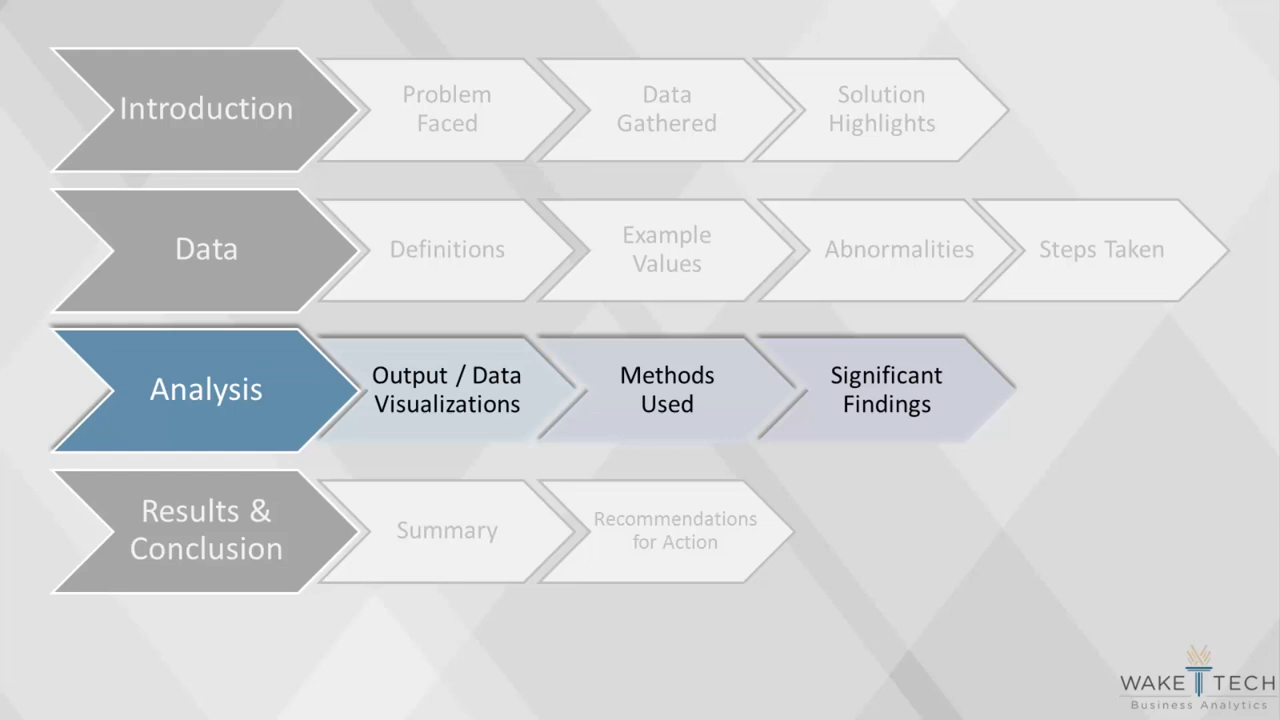 Introduction
Problem
Faced
Data
Gathered
Solution
Highlights
Data
Definitions
Example
Values
Abnormalities
Steps Taken
Analysis
Output / Data
Visualizations
Methods
Used
Significant
Findings
Results &
Conclusion
Summary
Recommendations
for Action
WAKE TECH
Business Analytics